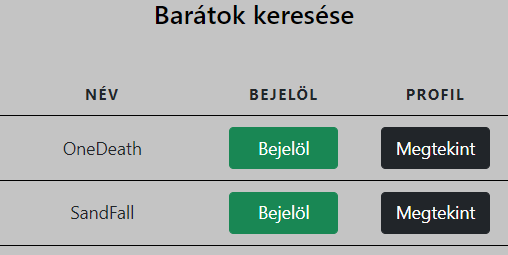 Barátok keresése
NÉV BEJELÖL PROFIL
OneDeath Bejelöl Megtekint
SandFall Bejelöl Megtekint